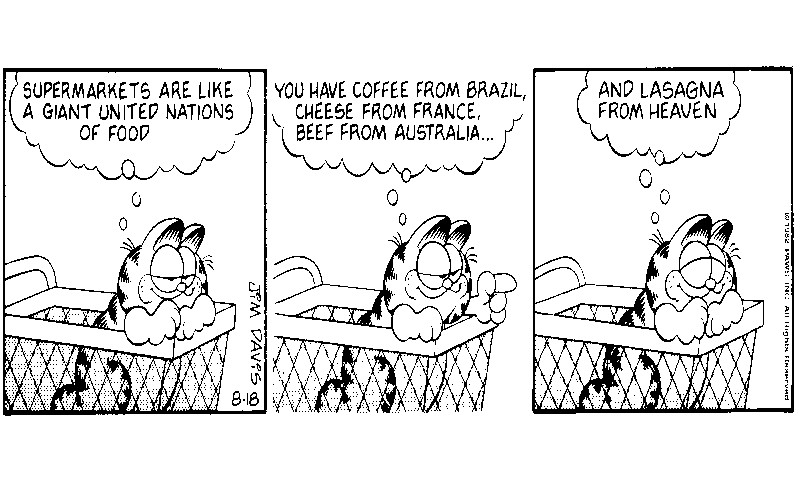 SUPERMARKETS ARE LIKE
A GIANT UNITED NATIONS
OF FOOD
JIM DAVIS
8-18
YOU HAVE COFFEE FROM BRAZIL,
CHEESE FROM FRANCE,
BEEF FROM AUSTRALIA...
AND LASAGNA
FROM HEAVEN